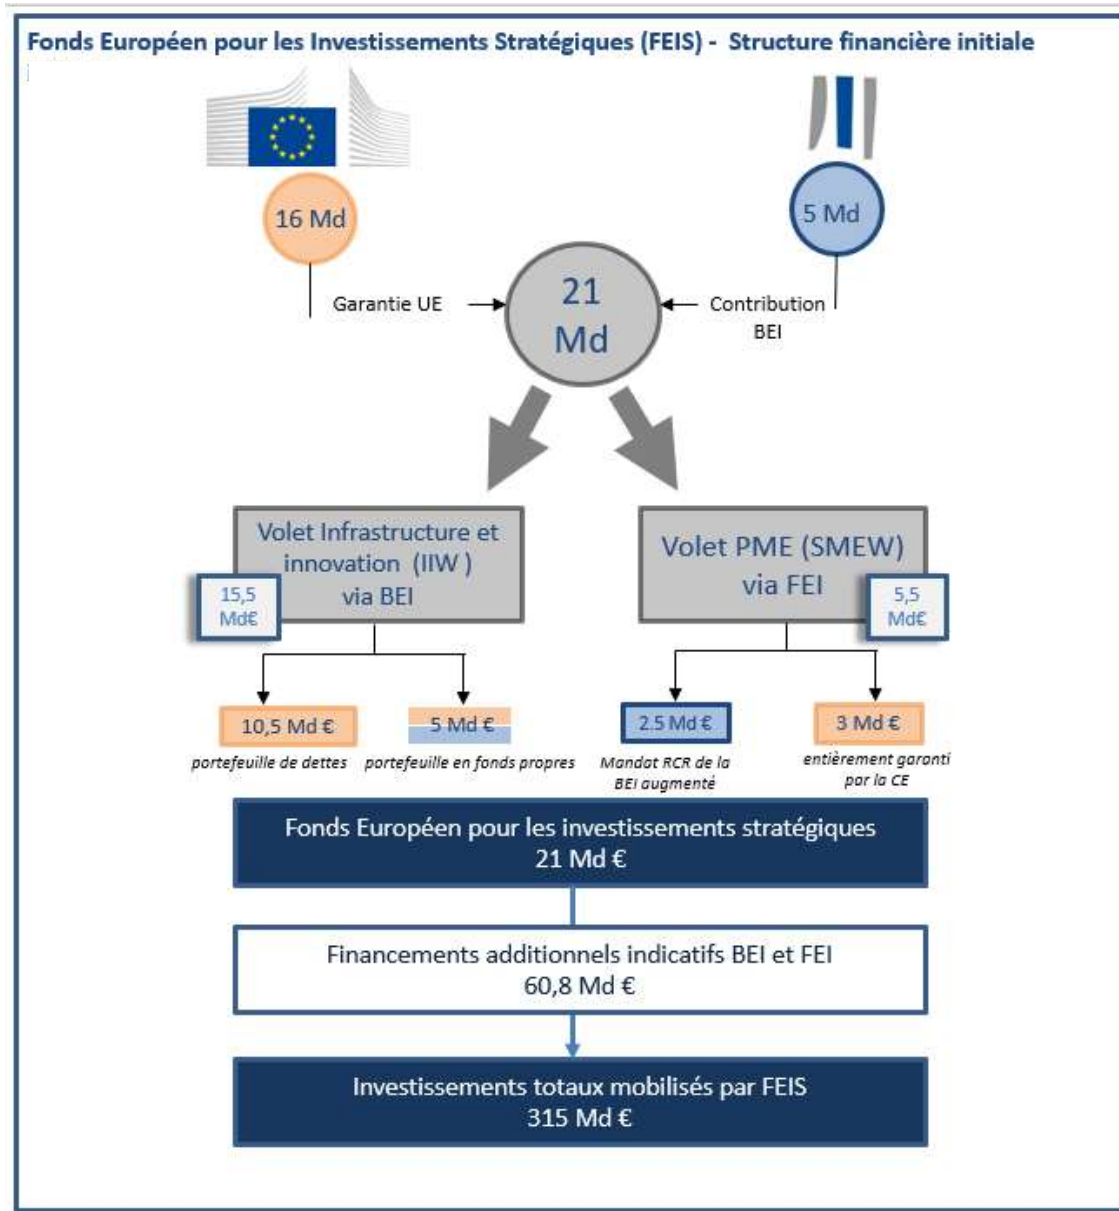 Fonds Européen pour les Investissements Stratégiques (FEIS) - Structure financière initiale
16 Md
5 Md
Garantie UE
21
Md
Contribution
BEI
Volet Infrastructure et
innovation (IIW )
via BEI
15,5
Md€
Volet PME (SMEW)
via FEI
5,5
Md€
10,5 Md €
portefeuille de dettes
5 Md €
portefeuille en fonds propres
2.5 Md €
Mandat RCR de la
BEI augmenté
3 Md €
entièrement garanti
par la CE
Fonds Européen pour les investissements stratégiques
21 Md €
Financements additionnels indicatifs BEI et FEI
60,8 Md €
Investissements totaux mobilisés par FEIS
315 Md €